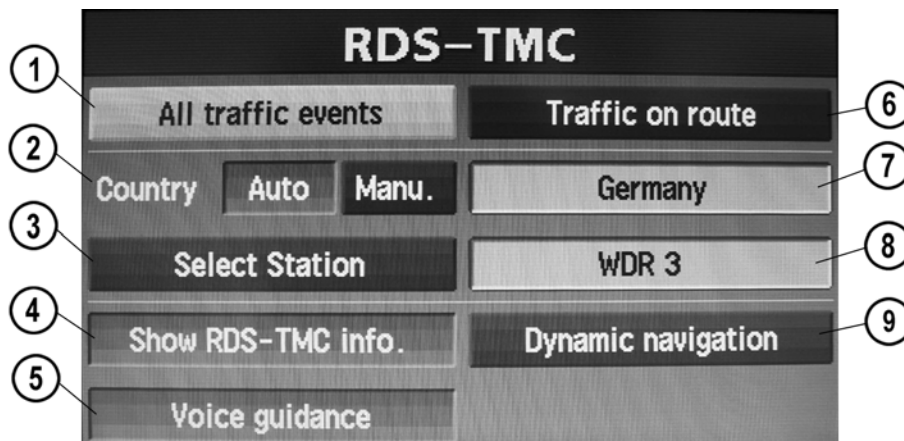 RDS-TMC
1
All traffic events
Traffic on route
6
2
Country
Auto
Manu.
Germany
7
3
Select Station
WDR 3
8
4
Show RDS-TMC info.
Dynamic navigation
9
5
Voice guidance